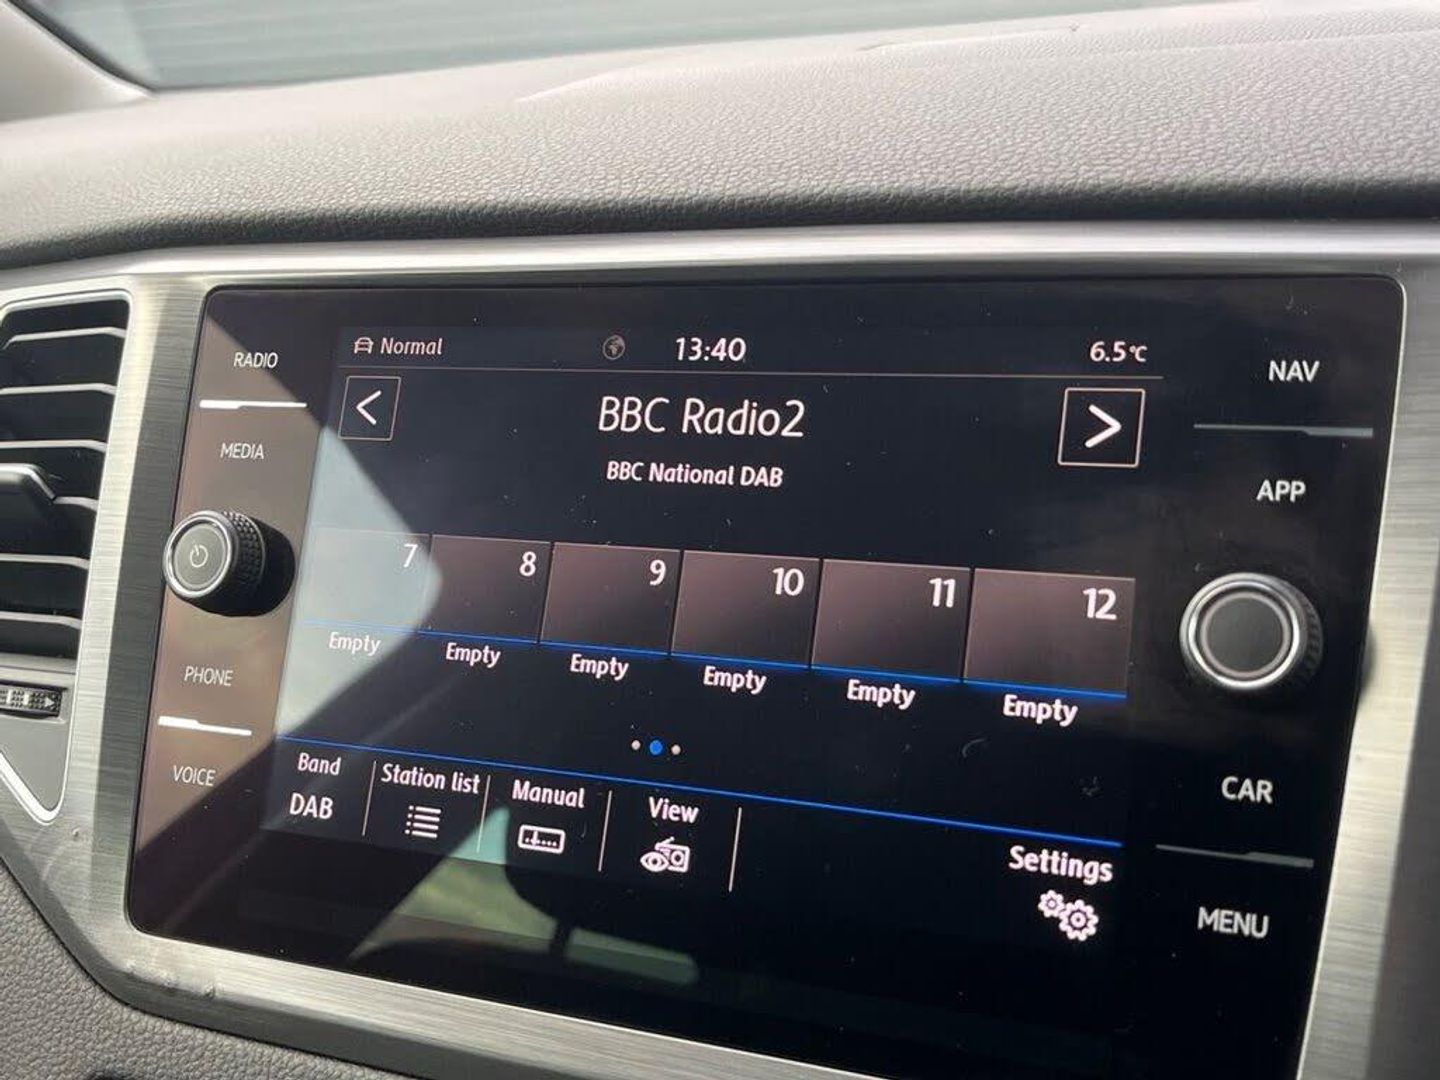 RADIO
MEDIA
PHONE
VOICE
Normal
13:40
6.5°C
BBC Radio2
BBC National DAB
7
8
9
10
11
12
Empty
Empty
Empty
Empty
Empty
Empty
Band
DAB
Station list
Manual
View
Settings
NAV
APP
CAR
MENU